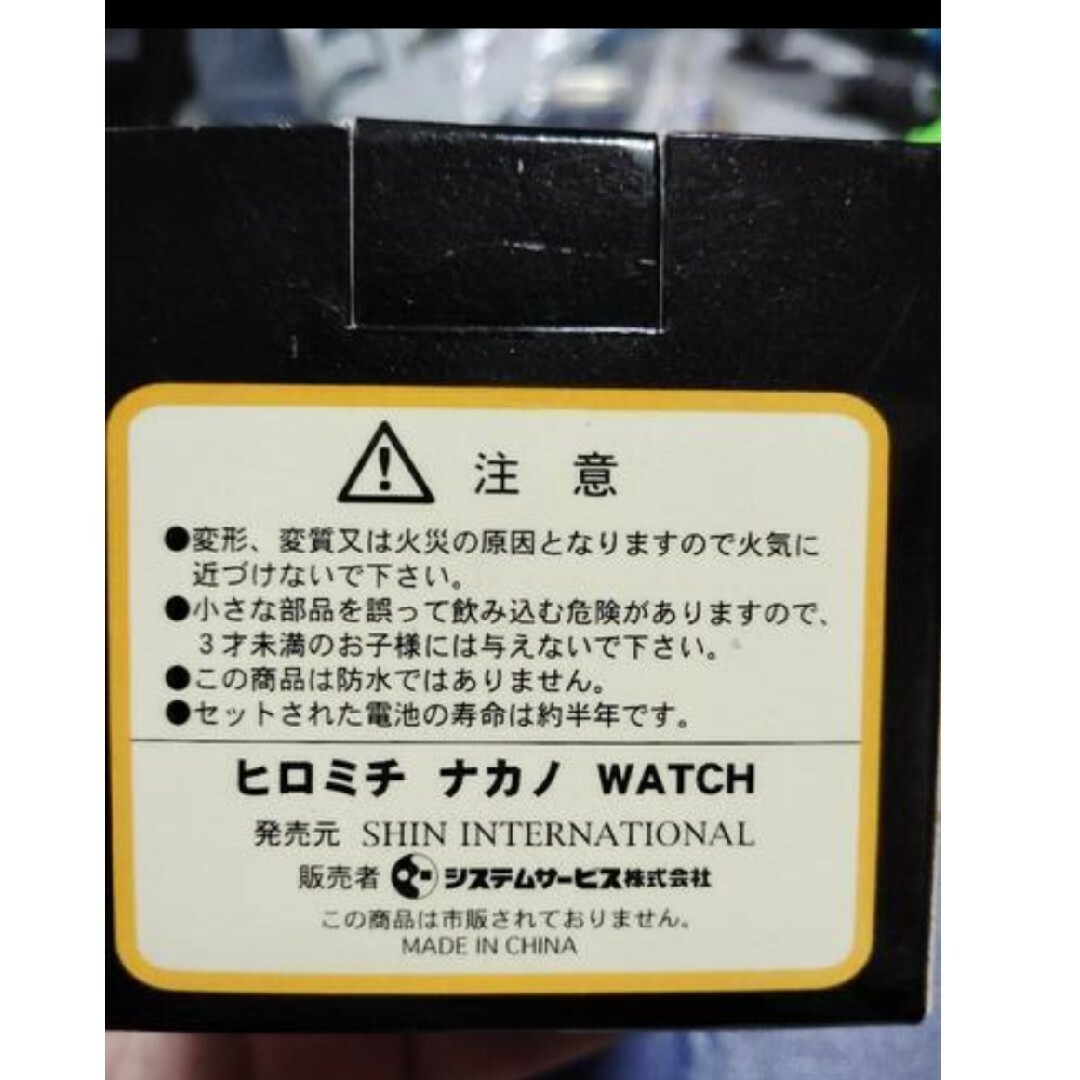 注 意
●変形、変質又は火災の原因となりますので火気に
近づけないで下さい。
●小さな部品を誤って飲み込む危険がありますので、
３才未満のお子様には与えないで下さい。
●この商品は防水ではありません。
●セットされた電池の寿命は約半年です。
ヒロミチ ナカノ WATCH
発売元 SHIN INTERNATIONAL
販売者 システムサービス株式会社
この商品は市販されておりません。
MADE IN CHINA